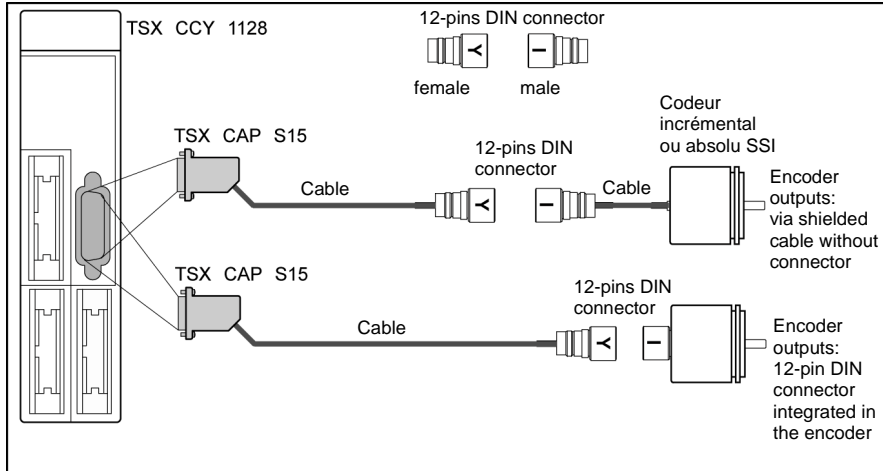 TSX CCY 1128
12-pins DIN connector
Y
I
female
male
TSX CAP S15
Cable
12-pins DIN
connector
Y
I
Cable
Codeur
incrémental
ou absolu SSI
Encoder
outputs:
via shielded
cable without
connector
TSX CAP S15
Cable
12-pins DIN
connector
Y
I
Encoder
outputs:
12-pin DIN
connector
integrated in
the encoder